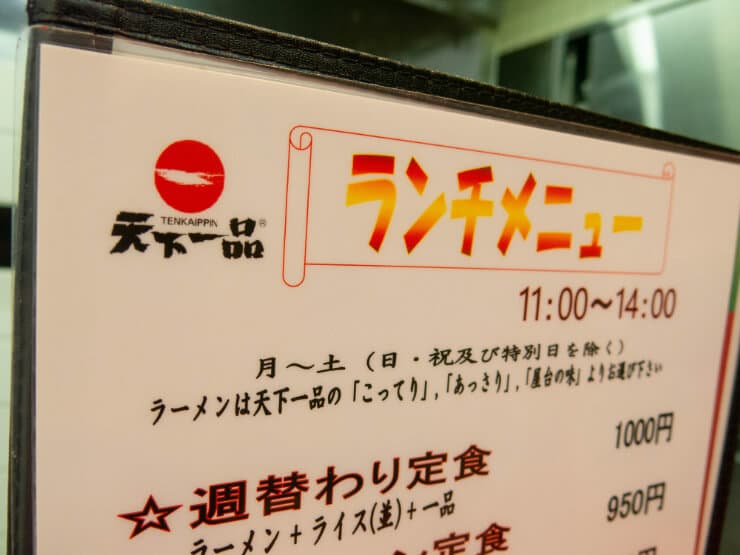 TENKAIPPIN®
天下一品
ランチメニュー
11:00～14:00
月～土（日・祝及び特別日を除く）
ラーメンは天下一品の「こってり」,「あっさり」,「屋台の味」よりお選び下さい
1000円
☆週替わり定食
ラーメン+ライス(並)+一品
950円
ン定食